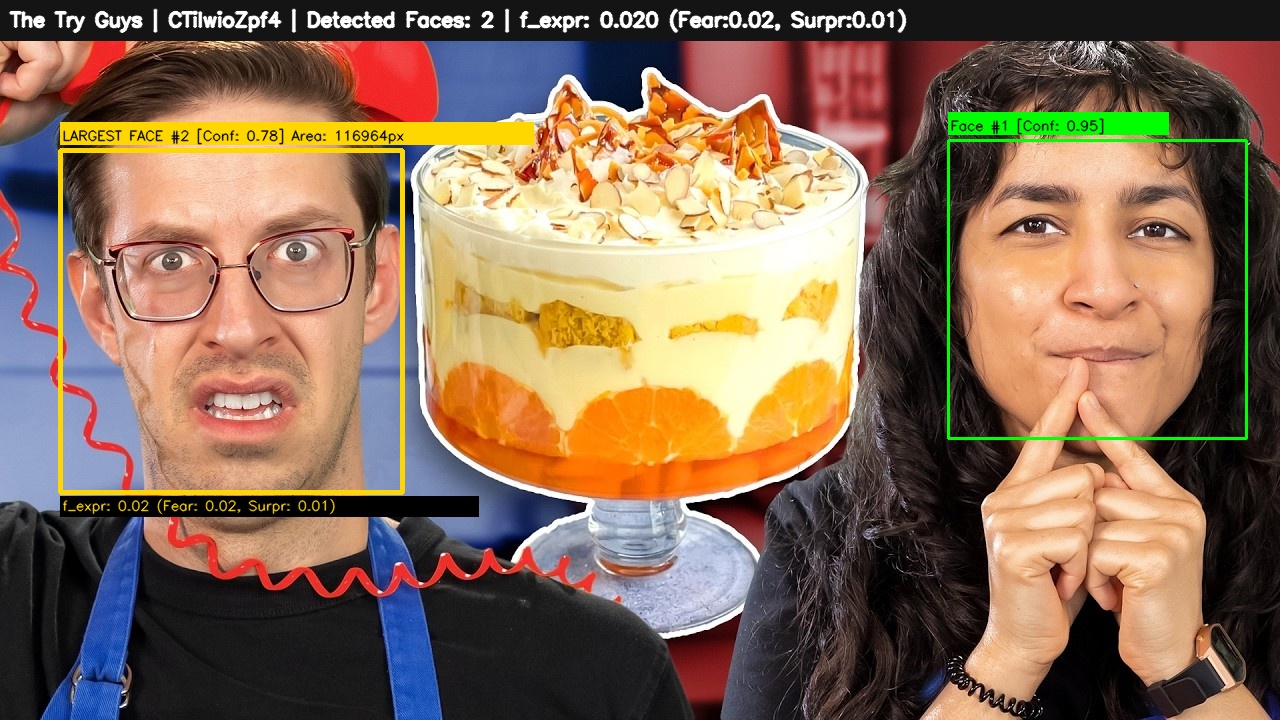 The Try Guys | CTiIwioZpf4 | Detected Faces: 2 | f_expr: 0.020 (Fear:0.02, Surpr:0.01)
LARGEST FACE #2 [Conf: 0.78] Area: 116964px
Face #1 [Conf: 0.95]
f_expr: 0.02 (Fear: 0.02, Surpr: 0.01)